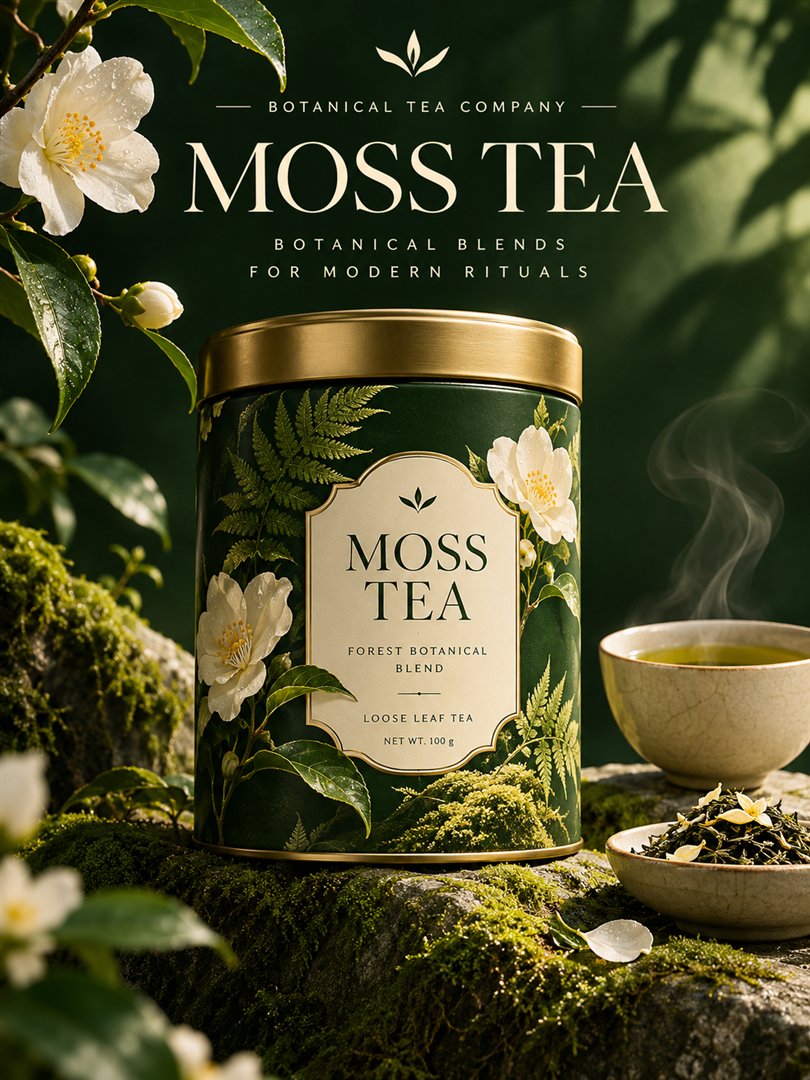 BOTANICAL TEA COMPANY
MOSS TEA
BOTANICAL BLENDS
FOR MODERN RITUALS
MOSS
TEA
FOREST BOTANICAL
BLEND
LOOSE LEAF TEA
NET WT. 100 g